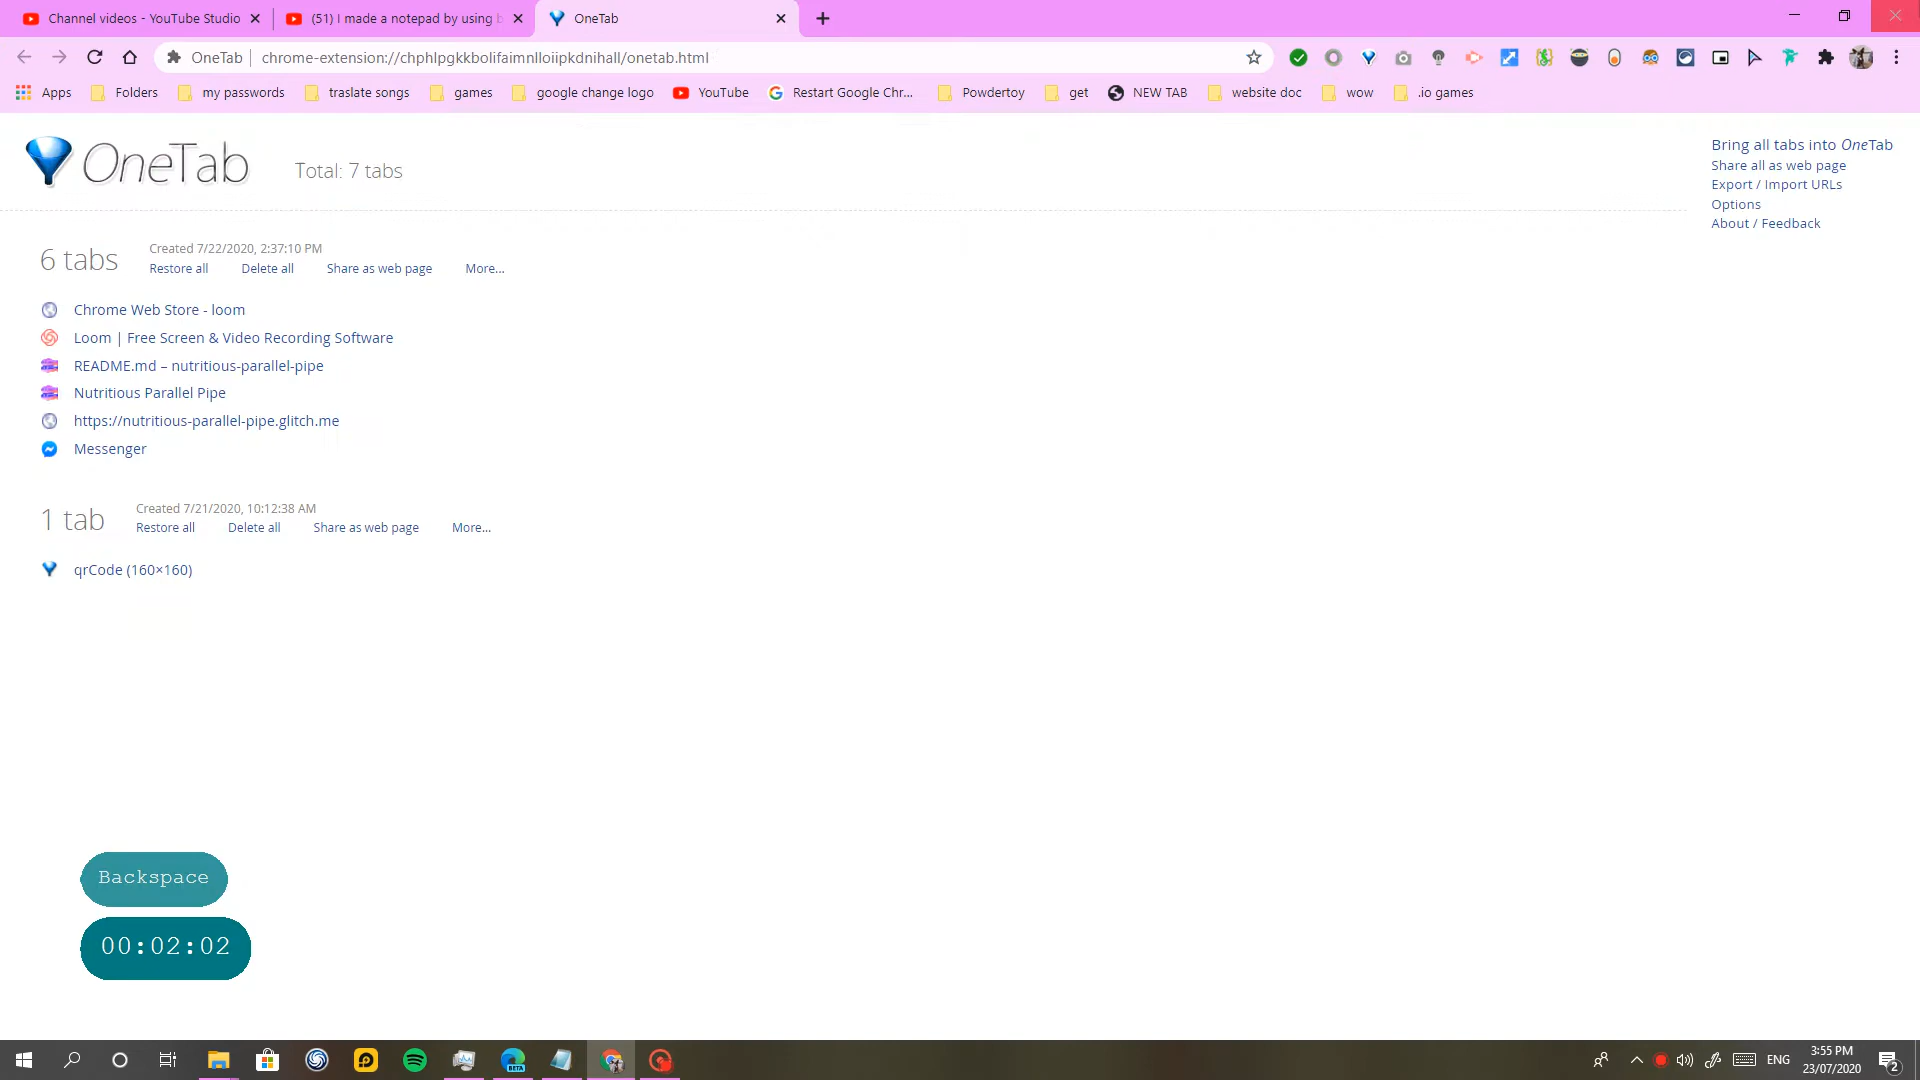 Channel videos - YouTube Studio
(51) I made a notepad by using b
OneTab
OneTab
chrome-extension://chphlpgkkbolifaimnlloiipkdnihall/onetab.html
Apps
Folders
my passwords
traslate songs
games
google change logo
YouTube
Restart Google Chr...
Powdertoy
get
NEW TAB
website doc
wow
.io games
OneTab
Total: 7 tabs
Bring all tabs into OneTab
Share all as web page
Export / Import URLs
Options
About / Feedback
6 tabs
Created 7/22/2020, 2:37:10 PM
Restore all
Delete all
Share as web page
More...
Chrome Web Store - loom
Loom | Free Screen & Video Recording Software
README.md – nutritious-parallel-pipe
Nutritious Parallel Pipe
https://nutritious-parallel-pipe.glitch.me
Messenger
1 tab
Created 7/21/2020, 10:12:38 AM
Restore all
Delete all
Share as web page
More...
qrCode (160×160)
Backspace
00:02:02
BETA
ENG
3:55 PM
23/07/2020
2